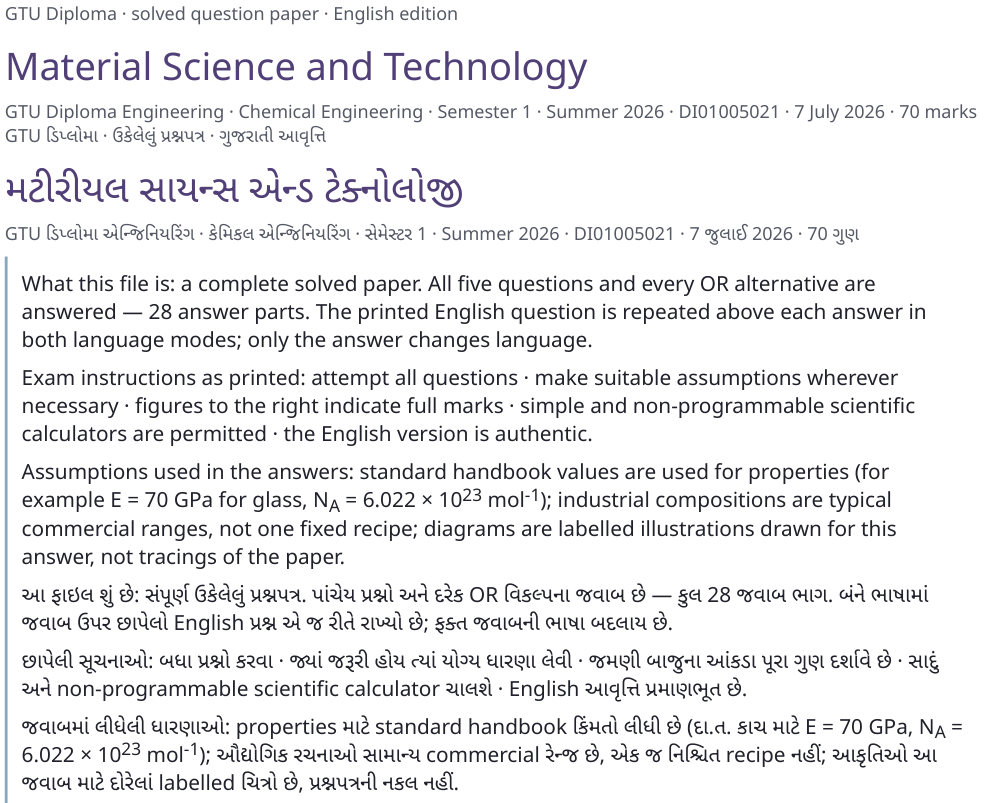 GTU Diploma · solved question paper · English edition
Material Science and Technology
GTU Diploma Engineering · Chemical Engineering · Semester 1 · Summer 2026 · DI01005021 · 7 July 2026 · 70 marks
GTU ડિપ્લોમા · ઉકેલેલું પ્રશ્નપત્ર · ગુજરાતી આવૃત્તિ
મટીરીયલ સાયન્સ એન્ડ ટેક્નોલોજી
GTU ડિપ્લોમા એન્જિનિયરિંગ · કેમિકલ એન્જિનિયરિંગ · સેમેસ્ટર 1 · Summer 2026 · DI01005021 · 7 જુલાઈ 2026 · 70 ગુણ
What this file is: a complete solved paper. All five questions and every OR alternative are
answered — 28 answer parts. The printed English question is repeated above each answer in
both language modes; only the answer changes language.
Exam instructions as printed: attempt all questions · make suitable assumptions wherever
necessary · figures to the right indicate full marks · simple and non-programmable scientific
calculators are permitted · the English version is authentic.
Assumptions used in the answers: standard handbook values are used for properties (for
example E = 70 GPa for glass, N_A = 6.022 × 10^23 mol^-1); industrial compositions are typical
commercial ranges, not one fixed recipe; diagrams are labelled illustrations drawn for this
answer, not tracings of the paper.
આ ફાઇલ શું છે: સંપૂર્ણ ઉકેલેલું પ્રશ્નપત્ર. પાંચેય પ્રશ્નો અને દરેક OR વિકલ્પના જવાબ છે — કુલ 28 જવાબ ભાગ. બંને ભાષામાં
જવાબ ઉપર છાપેલો English પ્રશ્ન એ જ રીતે રાખ્યો છે; ફક્ત જવાબની ભાષા બદલાય છે.
છાપેલી સૂચનાઓ: બધા પ્રશ્નો કરવા · જ્યાં જરૂરી હોય ત્યાં યોગ્ય ધારણા લેવી · જમણી બાજુના આંકડા પૂરા ગુણ દર્શાવે છે · સાદું
અને non-programmable scientific calculator ચાલશે · English આવૃત્તિ પ્રમાણભૂત છે.
જવાબમાં લીધેલી ધારણાઓ: properties માટે standard handbook કિંમતો લીધી છે (દા.ત. કાચ માટે E = 70 GPa, N_A =
6.022 × 10^23 mol^-1); ઔદ્યોગિક રચનાઓ સામાન્ય commercial રેન્જ છે, એક જ નિશ્ચિત recipe નહીં; આકૃતિઓ આ
જવાબ માટે દોરેલાં labelled ચિત્રો છે, પ્રશ્નપત્રની નકલ નહીં.